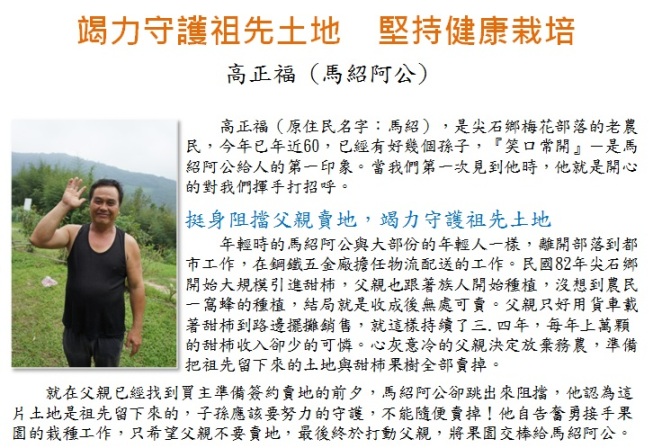 竭力守護祖先土地　堅持健康栽培
高正福（馬紹阿公）
高正福（原住民名字：馬紹），是尖石鄉梅花部落的老農
民，今年已年近60，已經有好幾個孫子，『笑口常開』—是馬
紹阿公給人的第一印象。當我們第一次見到他時，他就是開心
的對我們揮手打招呼。
挺身阻擋父親賣地，竭力守護祖先土地
年輕時的馬紹阿公與大部份的年輕人一樣，離開部落到都
市工作，在鋼鐵五金廠擔任物流配送的工作。民國82年尖石鄉
開始大規模引進甜柿，父親也跟著族人開始種植，沒想到農民
一窩蜂的種植，結局就是收成後無處可賣。父親只好用貨車載
著甜柿到路邊擺攤銷售，就這樣持續了三.四年，每年上萬顆
的甜柿收入卻少的可憐。心灰意冷的父親決定放棄務農，準備
把祖先留下來的土地與甜柿果樹全部賣掉。
就在父親已經找到買主準備簽約賣地的前夕，馬紹阿公卻跳出來阻擋，他認為這
片土地是祖先留下來的，子孫應該要努力的守護，不能隨便賣掉！他自告奮勇接手果
園的栽種工作，只希望父親不要賣地，最後終於打動父親，將果園交棒給馬紹阿公。